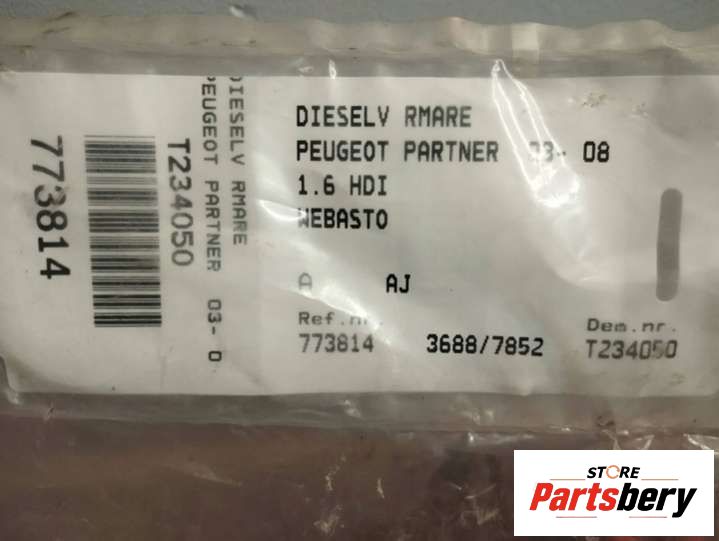 DIESELV RMARE
PEUGEOT PARTNER 03- 08
1.6 HDI
WEBASTO
A AJ
Ref.nr. Dem.nr.
773814 3688/7852 T234050
DIESELV RMARE
PEUGEOT PARTNER 03- 0
T234050
773814
STORE
Partsbery